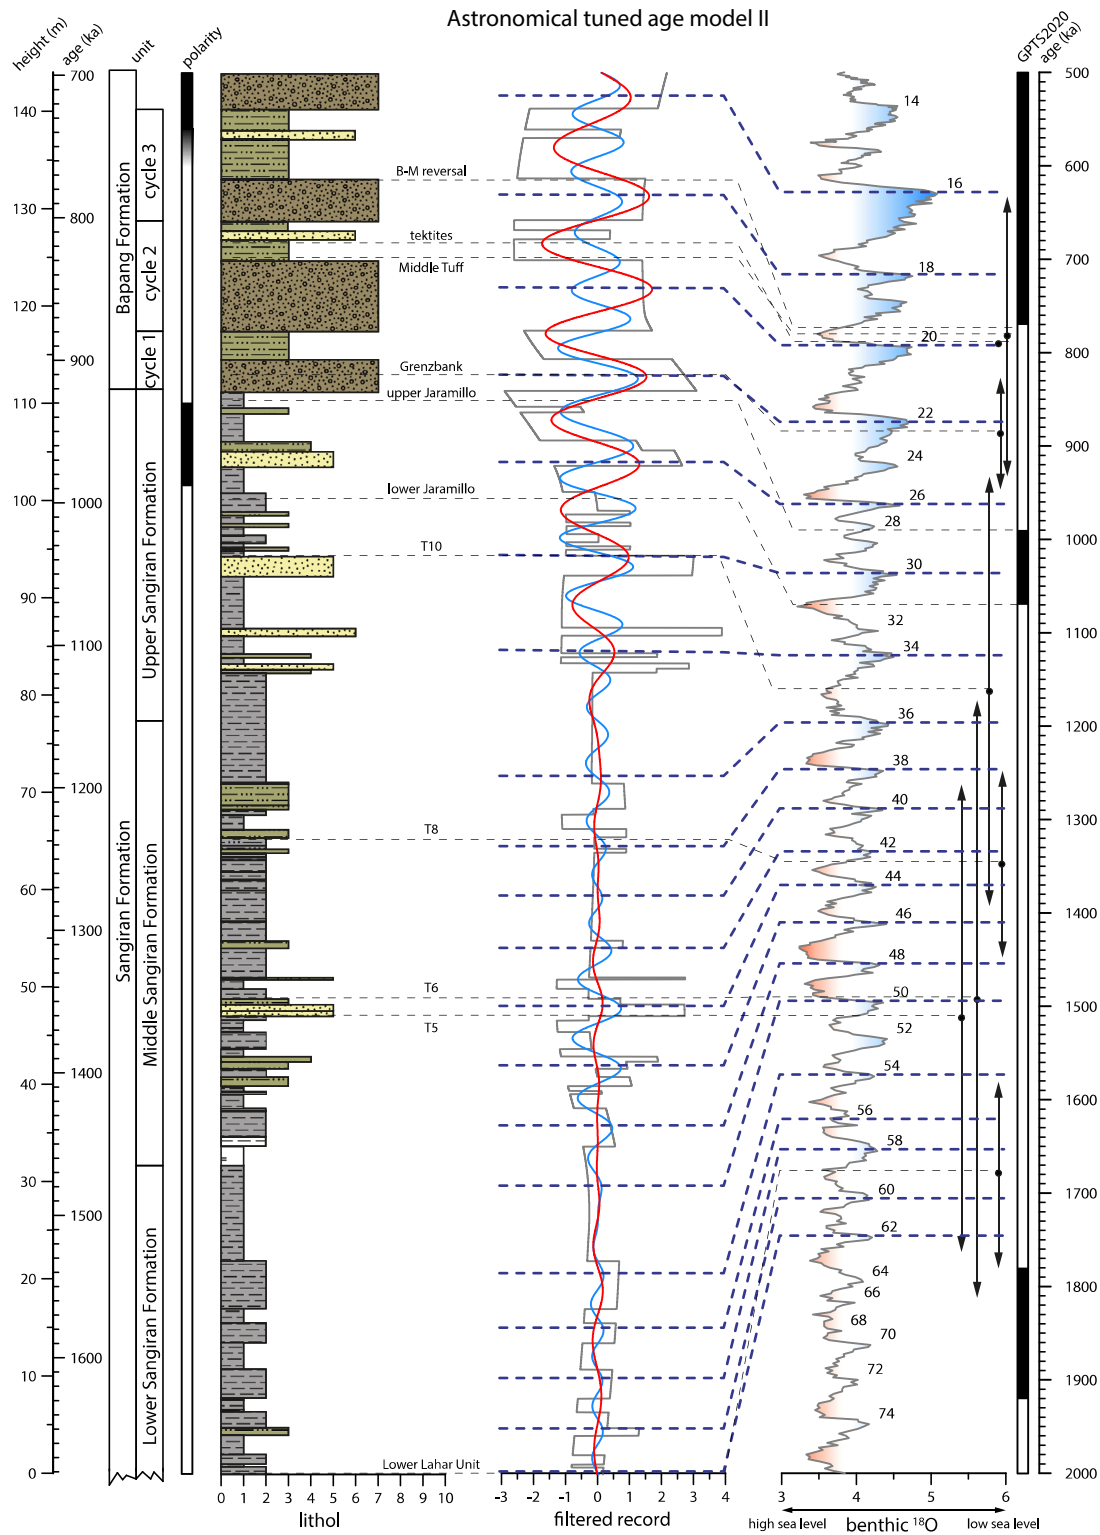 Astronomical tuned age model II
height (m)
age (ka)
unit
polarity
GPTS2020
age (ka)
700
800
900
1000
1100
1200
1300
1400
1500
1600
140
130
120
110
100
90
80
70
60
50
40
30
20
10
0
Bapang Formation
cycle 3
cycle 2
cycle 1
Sangiran Formation
Upper Sangiran Formation
Middle Sangiran Formation
Lower Sangiran Formation
B-M reversal
tektites
Middle Tuff
Grenzbank
upper Jaramillo
lower Jaramillo
T10
T8
T6
T5
Lower Lahar Unit
14
16
18
20
22
24
26
28
30
32
34
36
38
40
42
44
46
48
50
52
54
56
58
60
62
64
66
68
70
72
74
500
600
700
800
900
1000
1100
1200
1300
1400
1500
1600
1700
1800
1900
2000
0 1 2 3 4 5 6 7 8 9 10
lithol
-3 -2 -1 0 1 2 3 4
filtered record
3 4 5 6
high sea level benthic ¹⁸O low sea level